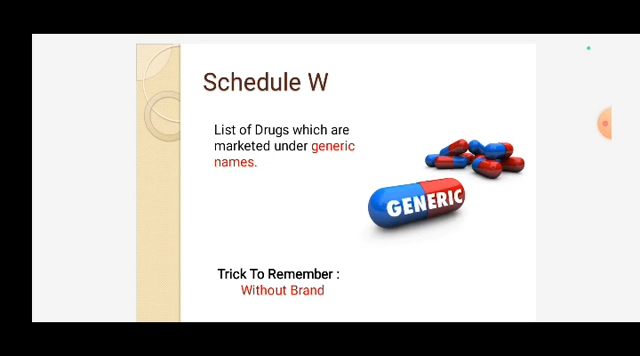 Schedule W
List of Drugs which are
marketed under generic
names.
GENERIC
Trick To Remember :
Without Brand